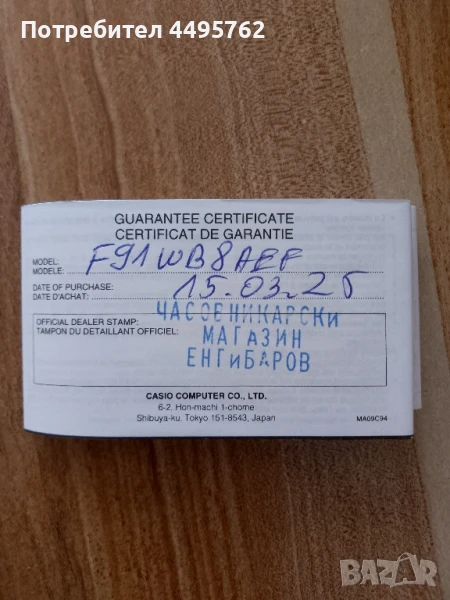 Потребител 4495762
GUARANTEE CERTIFICATE
CERTIFICAT DE GARANTIE
MODEL:
MODELE: F91WB8AEF
DATE OF PURCHASE:
DATE D'ACHAT: 15.03.25
OFFICIAL DEALER STAMP:
TAMPON DU DETAILLANT OFFICIEL:
ЧАСОВНИКАРСКИ
МАГАЗИН
ЕНГиБАРОВ
CASIO COMPUTER CO., LTD.
6-2, Hon-machi 1-chome
Shibuya-ku, Tokyo 151-8543, Japan
MA09C94
BAZAR